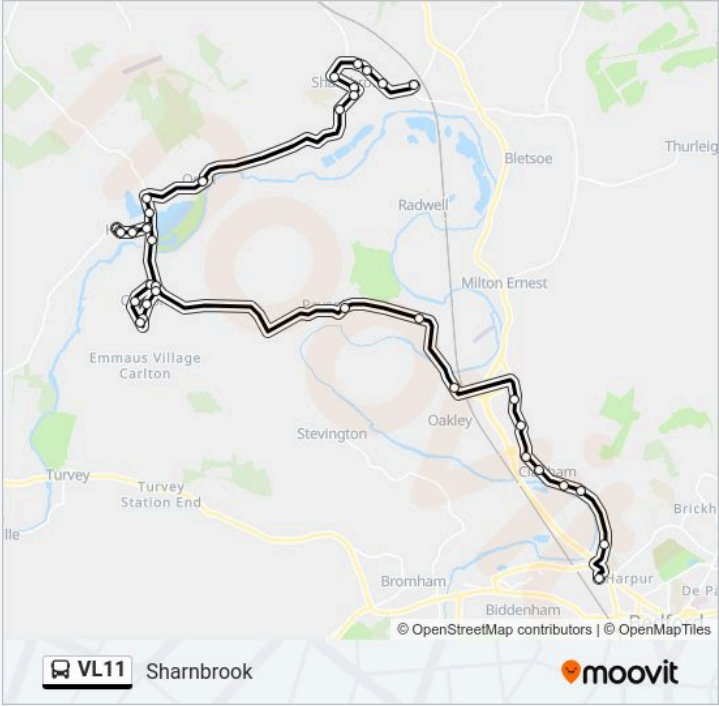 Thurleig
Bletsoe
Radwell
Milton Ernest
Emmaus Village
Carlton
Oakley
Stevington
Turvey
Turvey
Station End
Brickh
lle
Bromham
Harpur
De Pa
Biddenham
Bedford
© OpenStreetMap contributors | © OpenMapTiles
VL11 Sharnbrook
moovit